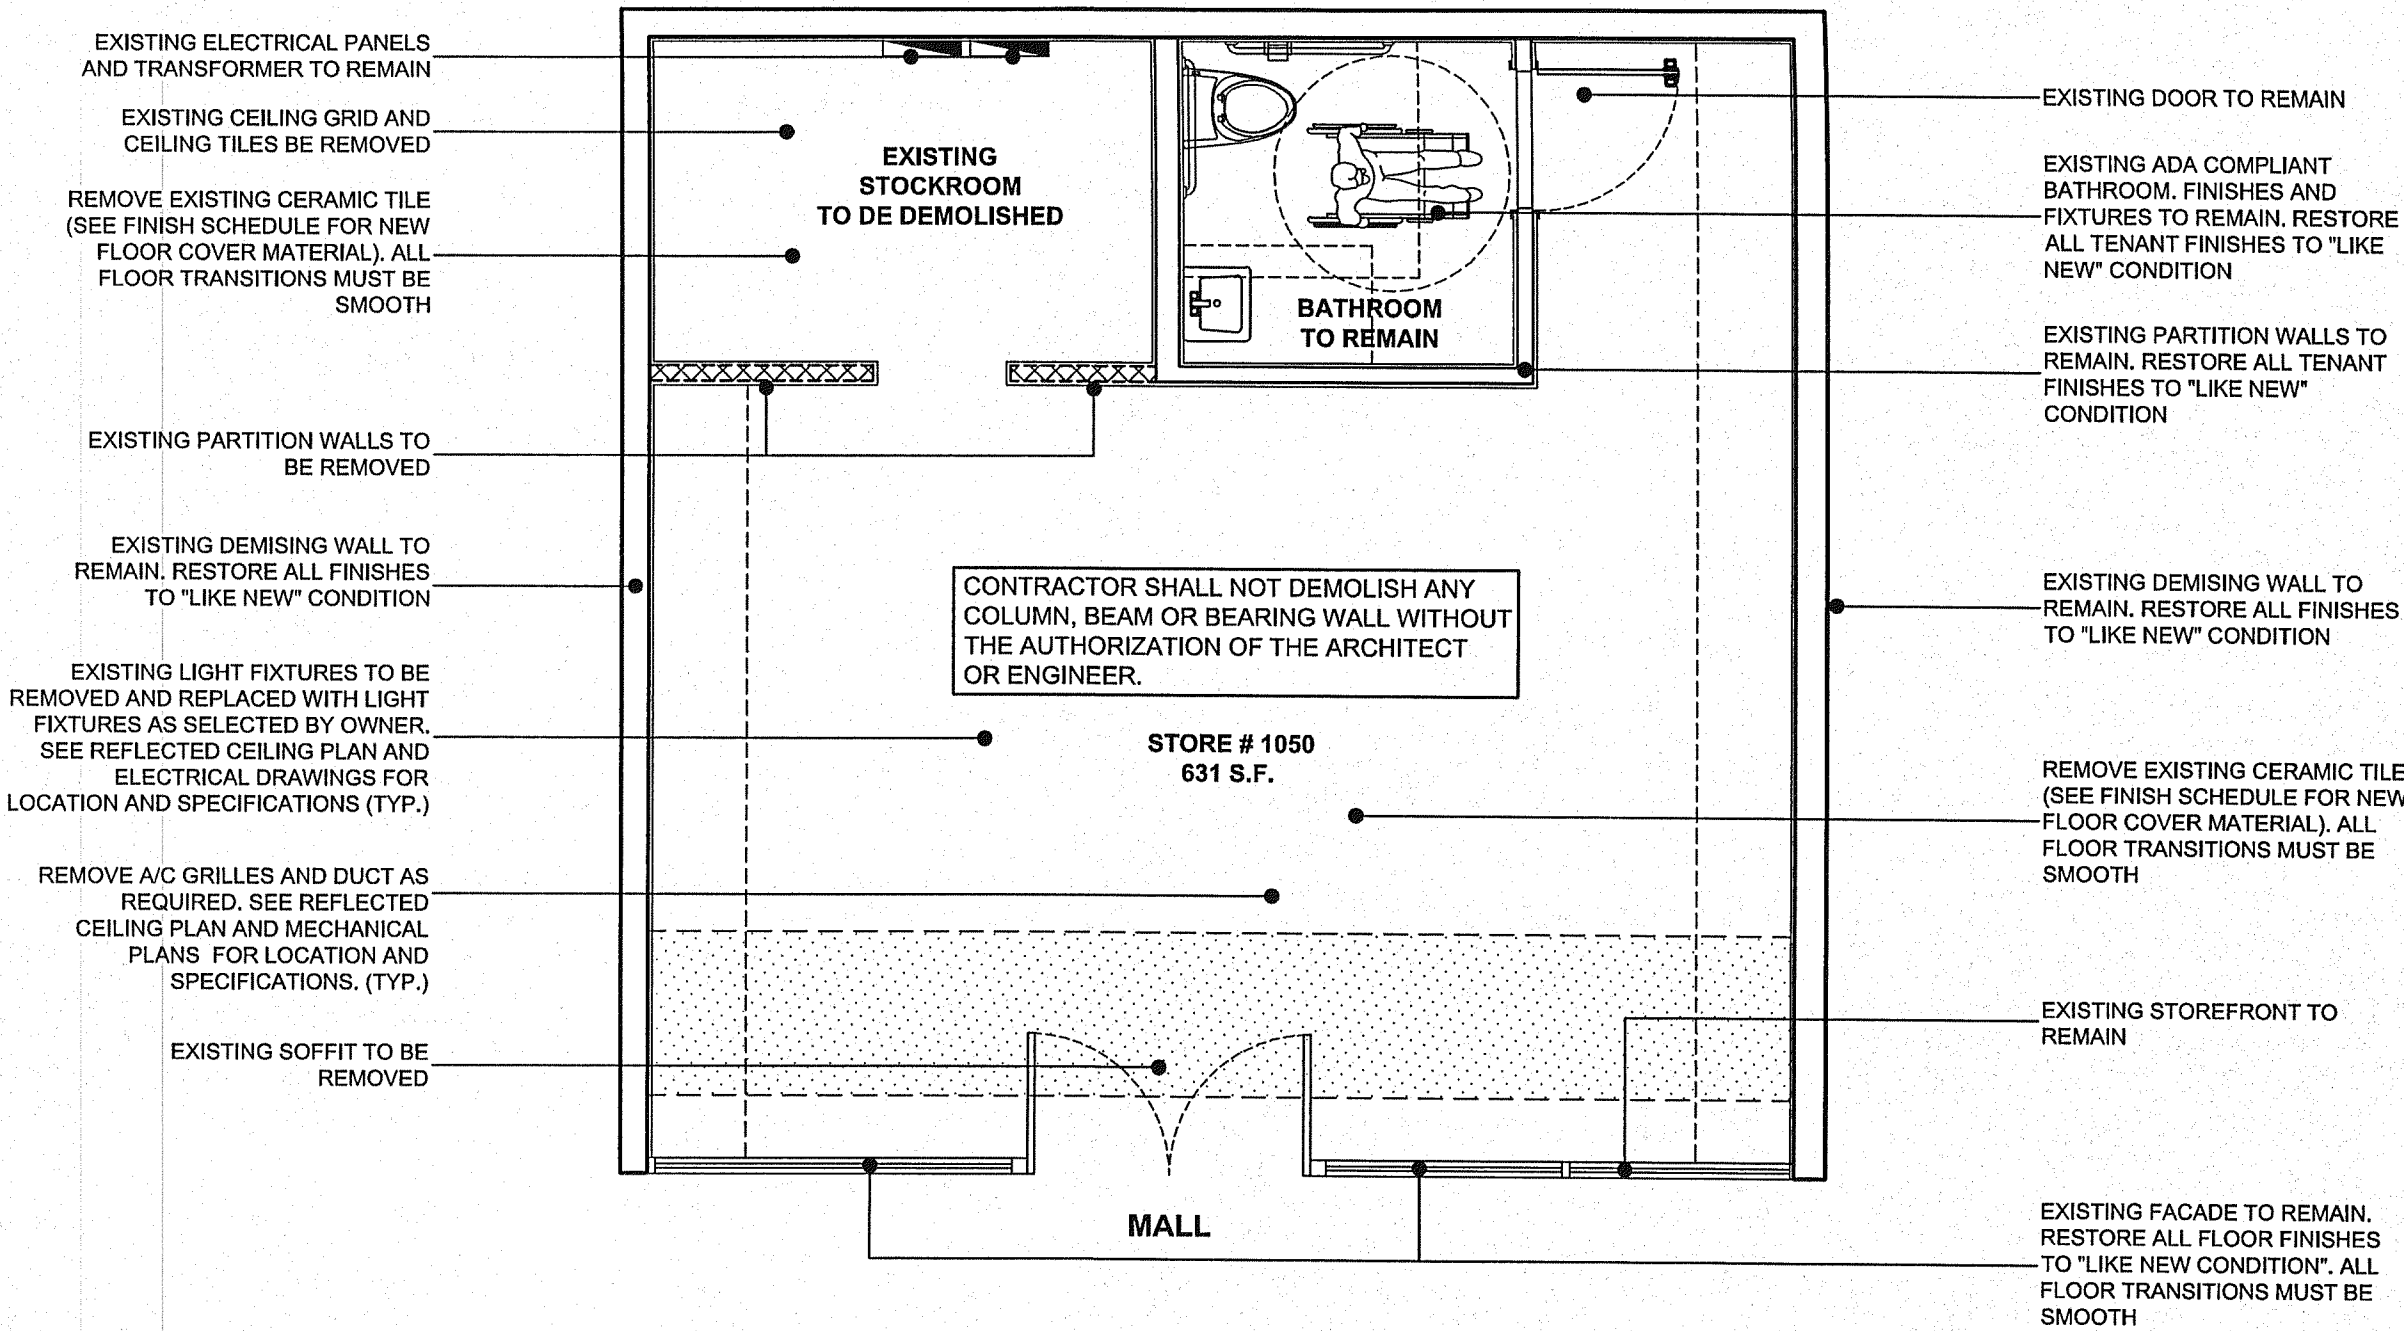 EXISTING ELECTRICAL PANELS
AND TRANSFORMER TO REMAIN
EXISTING CEILING GRID AND
CEILING TILES BE REMOVED
REMOVE EXISTING CERAMIC TILE
(SEE FINISH SCHEDULE FOR NEW
FLOOR COVER MATERIAL). ALL
FLOOR TRANSITIONS MUST BE
SMOOTH
EXISTING PARTITION WALLS TO
BE REMOVED
EXISTING DEMISING WALL TO
REMAIN. RESTORE ALL FINISHES
TO "LIKE NEW" CONDITION
EXISTING LIGHT FIXTURES TO BE
REMOVED AND REPLACED WITH LIGHT
FIXTURES AS SELECTED BY OWNER.
SEE REFLECTED CEILING PLAN AND
ELECTRICAL DRAWINGS FOR
LOCATION AND SPECIFICATIONS (TYP.)
REMOVE A/C GRILLES AND DUCT AS
REQUIRED. SEE REFLECTED
CEILING PLAN AND MECHANICAL
PLANS FOR LOCATION AND
SPECIFICATIONS. (TYP.)
EXISTING SOFFIT TO BE
REMOVED
EXISTING
STOCKROOM
TO DE DEMOLISHED
BATHROOM
TO REMAIN
CONTRACTOR SHALL NOT DEMOLISH ANY
COLUMN, BEAM OR BEARING WALL WITHOUT
THE AUTHORIZATION OF THE ARCHITECT
OR ENGINEER.
STORE # 1050
631 S.F.
MALL
EXISTING DOOR TO REMAIN
EXISTING ADA COMPLIANT
BATHROOM. FINISHES AND
FIXTURES TO REMAIN. RESTORE
ALL TENANT FINISHES TO "LIKE
NEW" CONDITION
EXISTING PARTITION WALLS TO
REMAIN. RESTORE ALL TENANT
FINISHES TO "LIKE NEW"
CONDITION
EXISTING DEMISING WALL TO
REMAIN. RESTORE ALL FINISHES
TO "LIKE NEW" CONDITION
REMOVE EXISTING CERAMIC TILE
(SEE FINISH SCHEDULE FOR NEW
FLOOR COVER MATERIAL). ALL
FLOOR TRANSITIONS MUST BE
SMOOTH
EXISTING STOREFRONT TO
REMAIN
EXISTING FACADE TO REMAIN.
RESTORE ALL FLOOR FINISHES
TO "LIKE NEW CONDITION". ALL
FLOOR TRANSITIONS MUST BE
SMOOTH